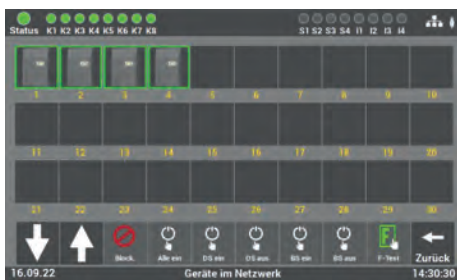 Status K1 K2 K3 K4 K5 K6 K7 K8 S1 S2 S3 S4 I1 I2 I3 I4
1 2 3 4 5 6 7 8 9 10
11 12 13 14 15 16 17 18 19 20
21 22 23 24 25 26 27 28 29 30
F
Block. Alle ein DS ein DS aus BS ein BS aus F-Text Zurück
16.09.22 Geräte im Netzwerk 14:30:30